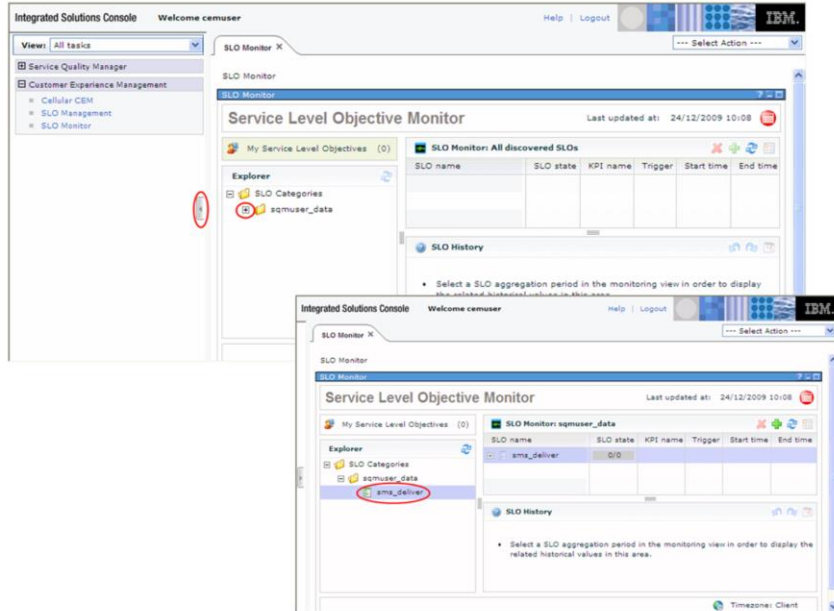 Integrated Solutions Console Welcome cemuser Help | Logout IBM.
View: All tasks
SLO Monitor X
--- Select Action ---
Service Quality Manager
Customer Experience Management
Cellular CEM
SLO Management
SLO Monitor
SLO Monitor
SLO Monitor
Service Level Objective Monitor
Last updated at: 24/12/2009 10:08
My Service Level Objectives (0)
SLO Monitor: All discovered SLOs
Explorer
SLO name SLO state KPI name Trigger Start time End time
SLO Categories
sqmuser_data
SLO History
Select a SLO aggregation period in the monitoring view in order to display
the related historical values in this area.
Integrated Solutions Console Welcome cemuser Help | Logout IBM.
SLO Monitor X
--- Select Action ---
SLO Monitor
SLO Monitor
Service Level Objective Monitor
Last updated at: 24/12/2009 10:08
My Service Level Objectives (0)
SLO Monitor: sqmuser_data
Explorer
SLO name SLO state KPI name Trigger Start time End time
SLO Categories
sms_deliver 0/0
sqmuser_data
sms_deliver
SLO History
Select a SLO aggregation period in the monitoring view in order to display the
related historical values in this area.
Timezone: Client